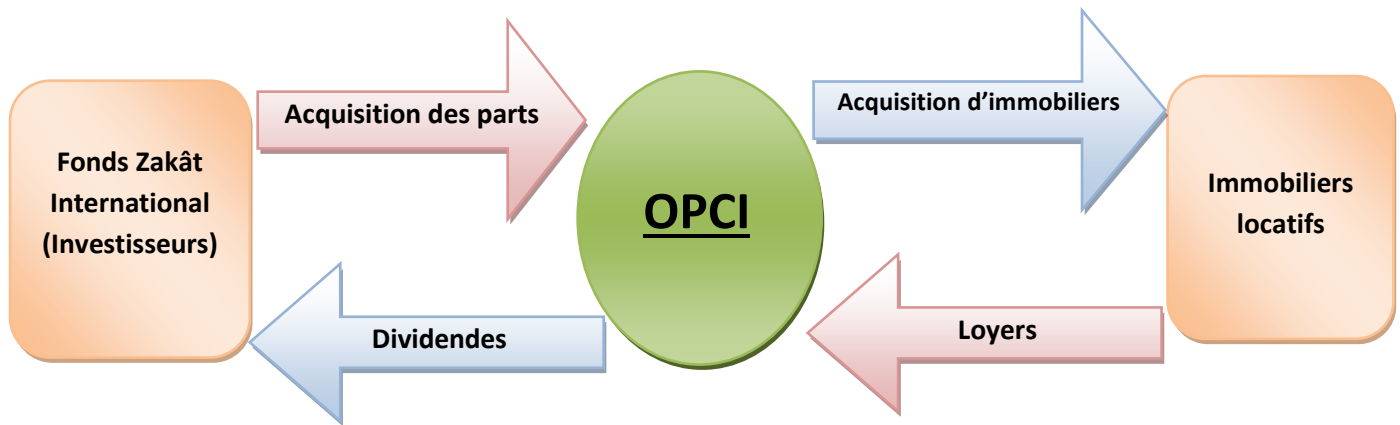 Fonds Zakât
International
(Investisseurs)
Acquisition des parts
Dividendes
OPCI
Acquisition d’immobiliers
Loyers
Immobiliers
locatifs